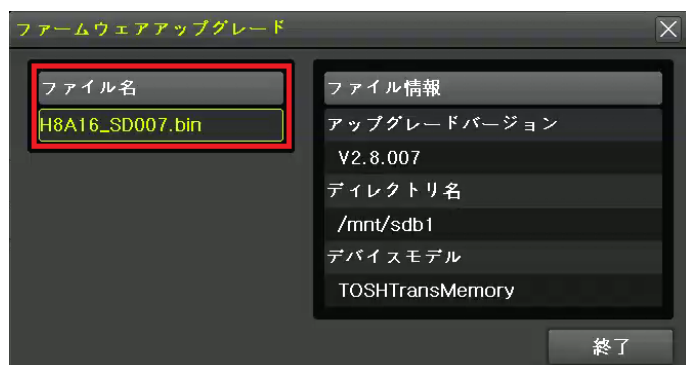 ファームウェアアップグレード
ファイル名
H8A16_SD007.bin
ファイル情報
アップグレードバージョン
V2.8.007
ディレクトリ名
/mnt/sdb1
デバイスモデル
TOSHTransMemory
終了